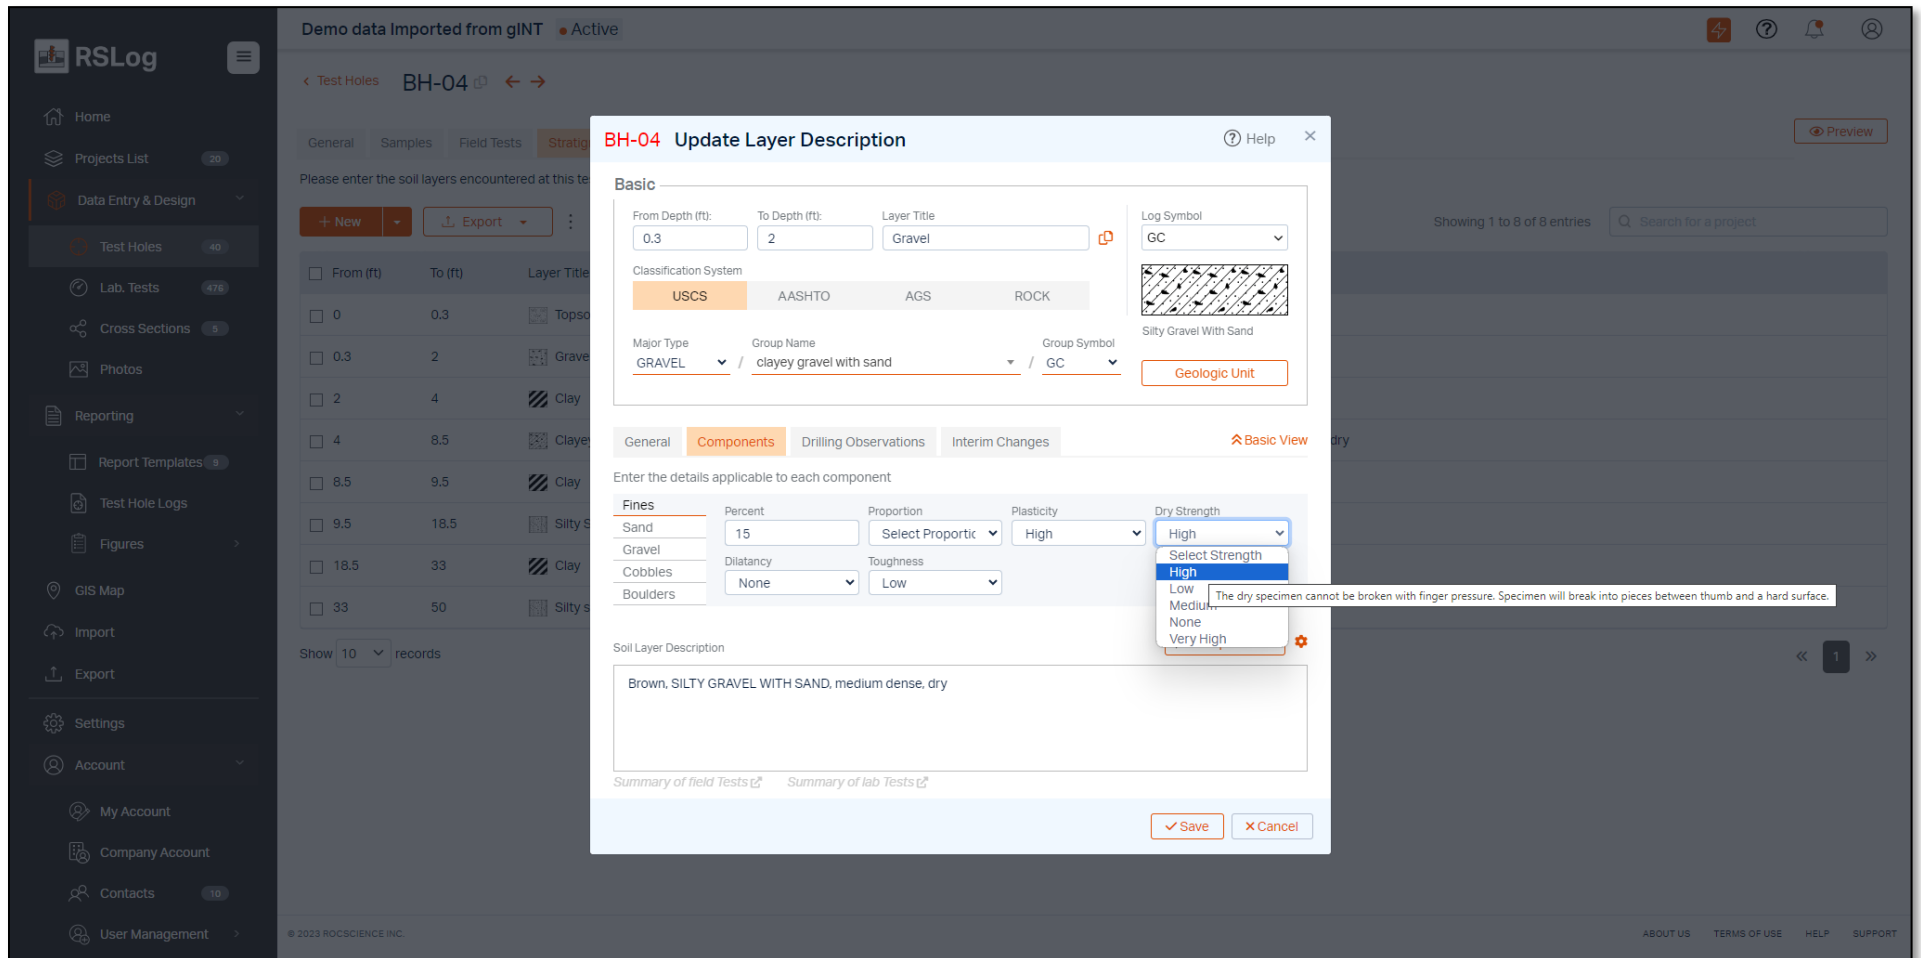 RSLog
Home
Projects List 20
Data Entry & Design
Test Holes 40
Lab. Tests 476
Cross Sections 5
Photos
Reporting
Report Templates 9
Test Hole Logs
Figures
GIS Map
Import
Export
Settings
Account
My Account
Company Account
Contacts 10
User Management
Demo data Imported from gINT Active
Test Holes BH-04
General Samples Field Tests Stratig
Preview
Please enter the soil layers encountered at this te
+ New Export
Showing 1 to 8 of 8 entries Search for a project
From (ft) To (ft) Layer Title
0 0.3 Topso
0.3 2 Grave
2 4 Clay
4 8.5 Claye dry
8.5 9.5 Clay
9.5 18.5 Silty S
18.5 33 Clay
33 50 Silty s
Show 10 records
« 1 »
BH-04 Update Layer Description
? Help ×
Basic
From Depth (ft): To Depth (ft): Layer Title
0.3 2 Gravel
Log Symbol
GC
Classification System
USCS AASHTO AGS ROCK
Silty Gravel With Sand
Major Type Group Name Group Symbol
GRAVEL / clayey gravel with sand / GC
Geologic Unit
General Components Drilling Observations Interim Changes
Basic View
Enter the details applicable to each component
Fines
Sand
Gravel
Cobbles
Boulders
Percent Proportion Plasticity Dry Strength
15 Select Proportic High High
Dilatancy Toughness
None Low
Select Strength
High
Low
Medium
None
Very High
The dry specimen cannot be broken with finger pressure. Specimen will break into pieces between thumb and a hard surface.
Soil Layer Description
Brown, SILTY GRAVEL WITH SAND, medium dense, dry
Summary of field Tests Summary of lab Tests
Save Cancel
© 2023 ROCSCIENCE INC.
ABOUT US TERMS OF USE HELP SUPPORT